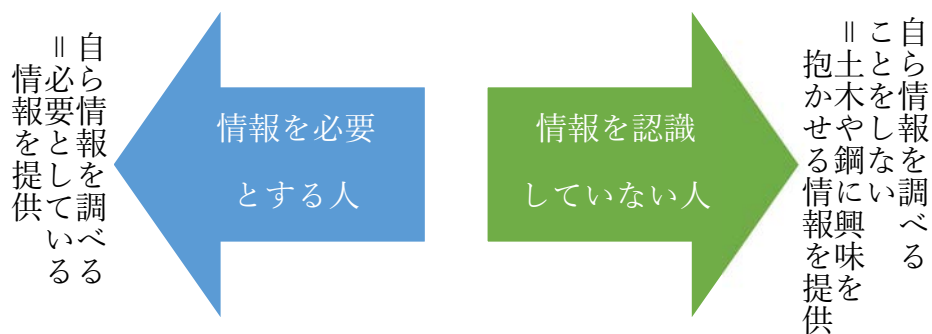 自ら情報を調べる
＝必要としている
情報を提供
情報を必要
とする人
情報を認識
していない人
自ら情報を調べる
ことをしない
＝土木や鋼に興味を
抱かせる情報を提供